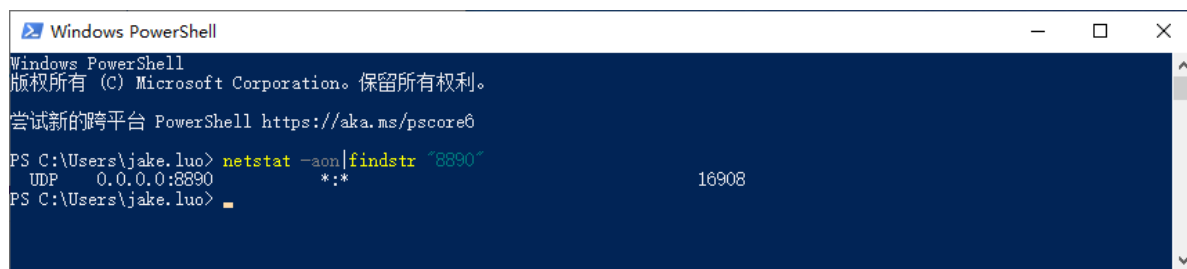 Windows PowerShell
Windows PowerShell
版权所有 (C) Microsoft Corporation。保留所有权利。
尝试新的跨平台 PowerShell https://aka.ms/pscore6
PS C:\Users\jake.luo> netstat -aon|findstr "8890"
UDP 0.0.0.0:8890 *:* 16908
PS C:\Users\jake.luo>